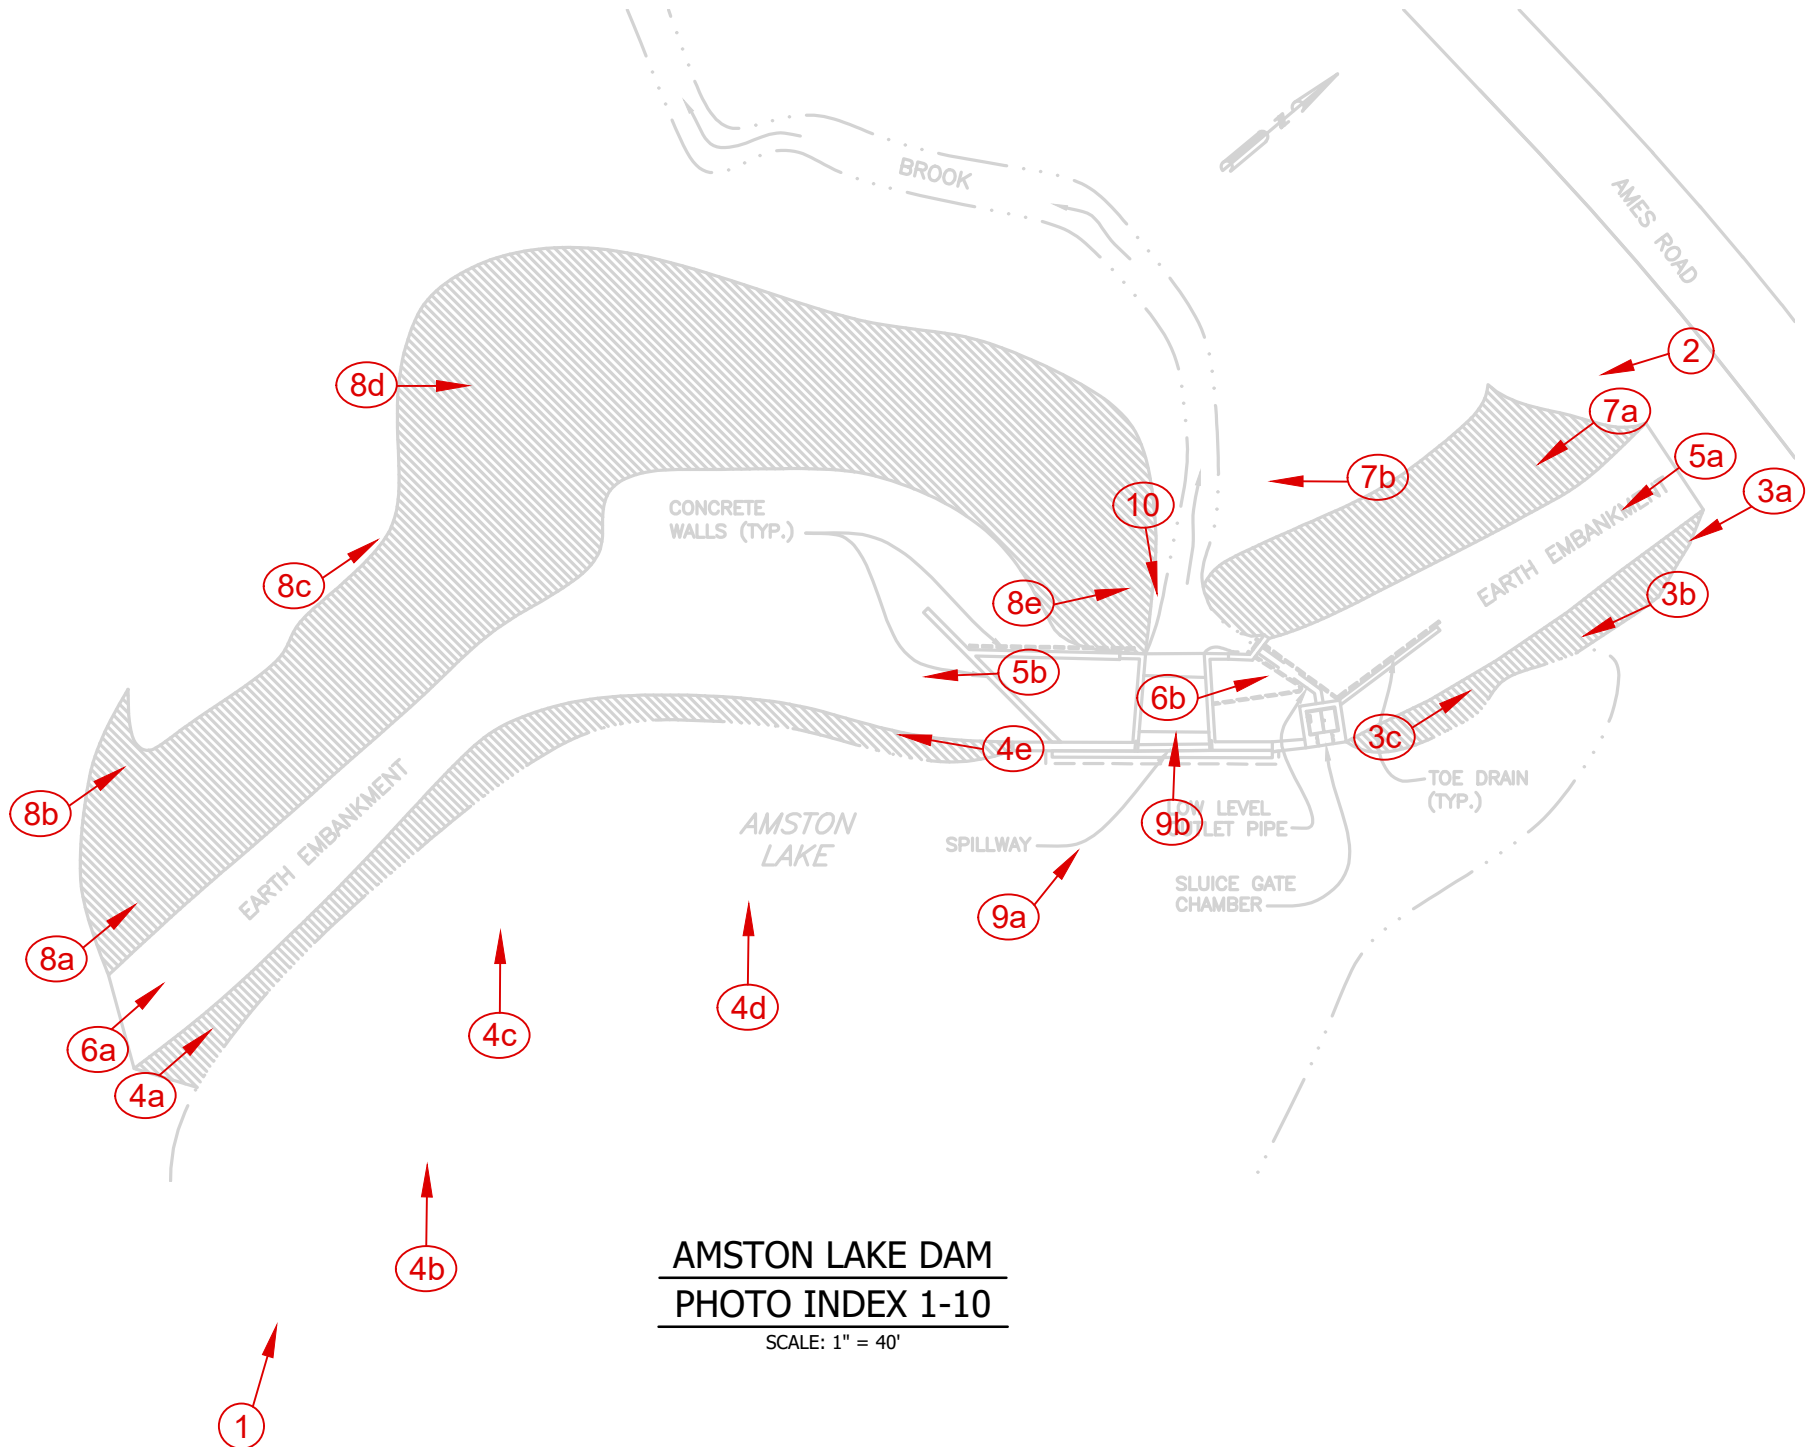 BROOK
AMES ROAD
N
2
8d
7a
5a
7b
3a
10
CONCRETE
WALLS (TYP.)
EARTH EMBANKMENT
8c
8e
3b
5b
6b
3c
4e
TOE DRAIN
(TYP.)
8b
AMSTON
LAKE
9b
LOW LEVEL
OUTLET PIPE
SPILLWAY
EARTH EMBANKMENT
SLUICE GATE
CHAMBER
9a
8a
4d
4c
6a
4a
4b
AMSTON LAKE DAM
PHOTO INDEX 1-10
SCALE: 1" = 40'
1